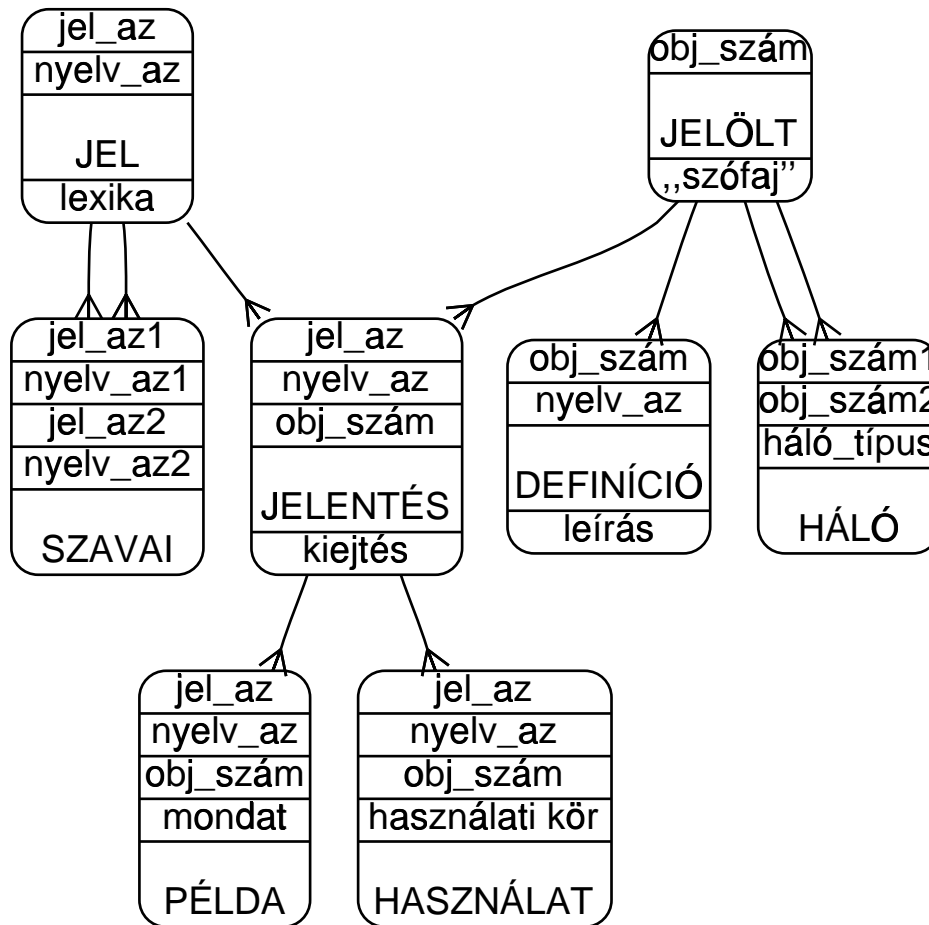 jel_az
nyelv_az
JEL
lexika
obj_szám
JELÖLT
,,szófaj''
jel_az1
nyelv_az1
jel_az2
nyelv_az2
SZAVAI
jel_az
nyelv_az
obj_szám
JELENTÉS
kiejtés
obj_szám
nyelv_az
DEFINÍCIÓ
leírás
obj_szám1
obj_szám2
háló_típus
HÁLÓ
jel_az
nyelv_az
obj_szám
mondat
PÉLDA
jel_az
nyelv_az
obj_szám
használati kör
HASZNÁLAT